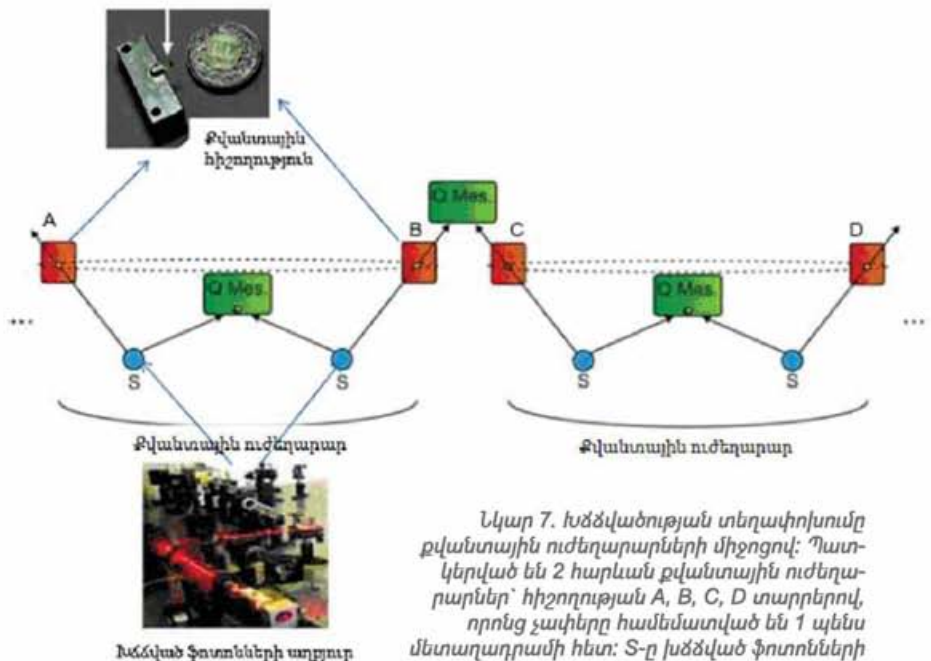 Քվանտային
հիշողություն
Q Mes.
A
B
C
D
Q Mes.
Q Mes.
...
...
S
S
S
S
Քվանտային ուժեղարար
Քվանտային ուժեղարար
Նկար 7. Խճճվածության տեղափոխումը
քվանտային ուժեղարարների միջոցով: Պատ-
կերված են 2 հարևան քվանտային ուժեղա-
րարներ՝ հիշողության A, B, C, D տարրերով,
որոնց չափերը համեմատված են 1 պենս
մետաղադրամի հետ: S-ը խճճված ֆոտոնների
Խճճված ֆոտոնների աղբյուր